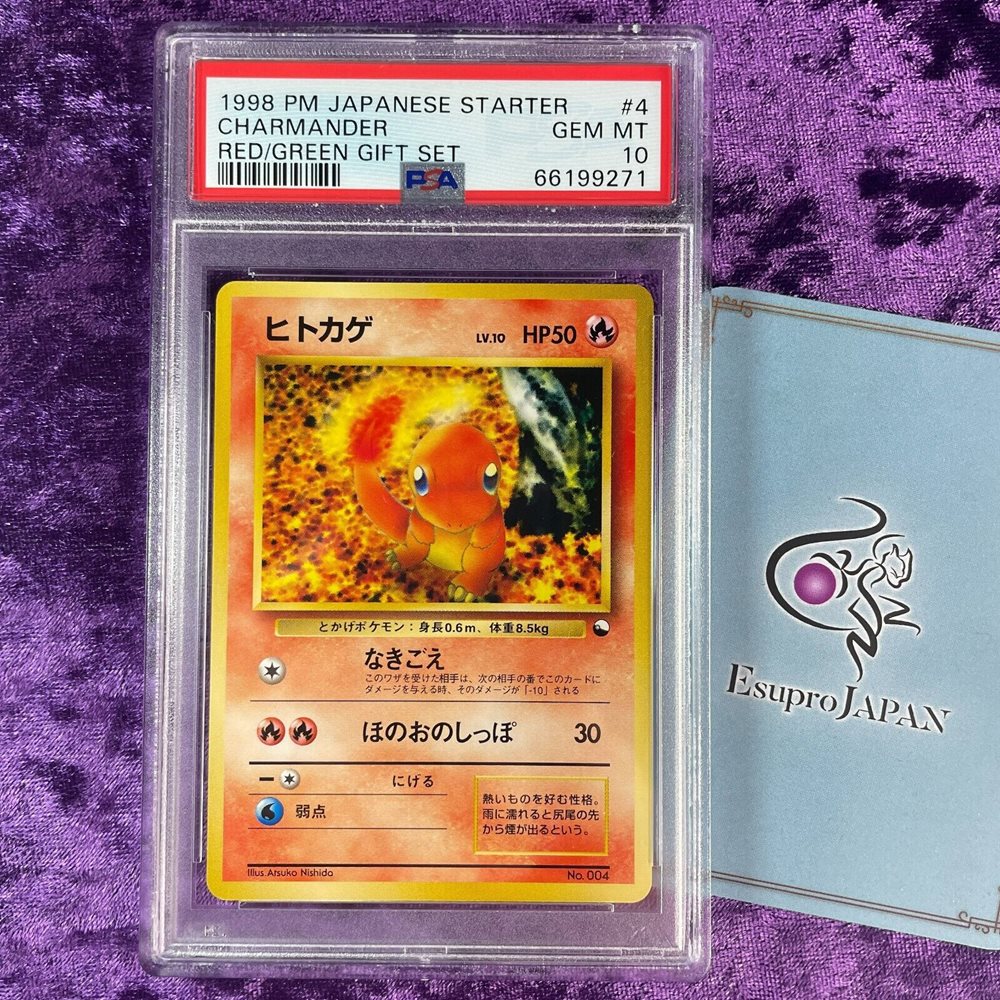 1998 PM JAPANESE STARTER #4
CHARMANDER GEM MT
RED/GREEN GIFT SET 10
PSA 66199271
ヒトカゲ LV.10 HP50
とかげポケモン：身長0.6m、体重8.5kg
なきごえ
このワザを受けた相手は、次の相手の番でこのカードに
ダメージを与える時、そのダメージが「-10」される
ほのおのしっぽ 30
にげる
弱点
熱いものを好む性格。
雨に濡れると尻尾の先
から煙が出るという。
Illus. Atsuko Nishida No. 004
EsuproJAPAN